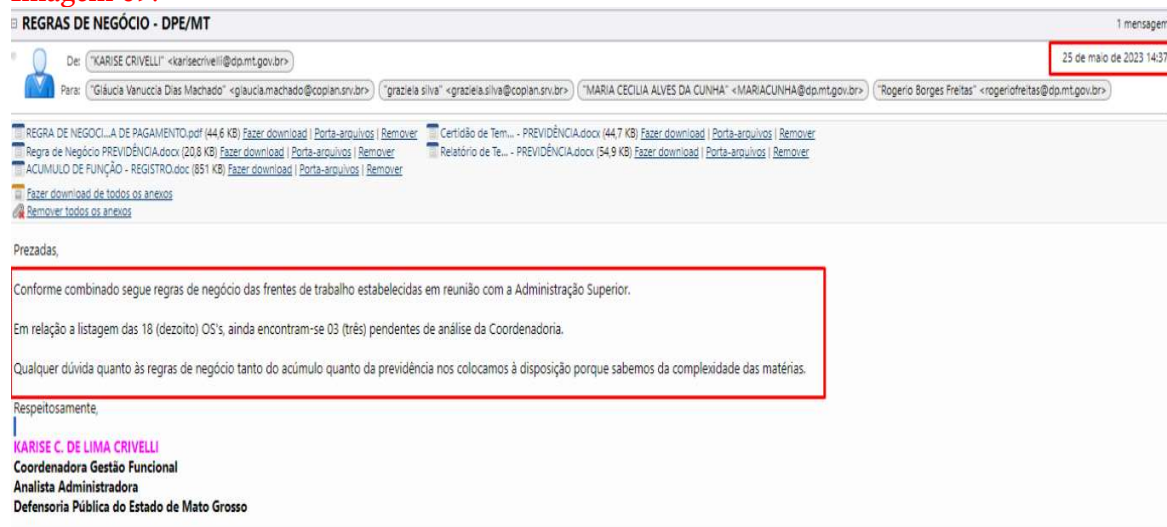 REGRAS DE NEGÓCIO - DPE/MT
1 mensagem
De: "KARISE CRIVELLI" <karisecrivelli@dp.mt.gov.br>
25 de maio de 2023 14:37
Para: "Gláucia Vanuccia Dias Machado" <glaucia.machado@coplan.srv.br> "graziela silva" <graziela.silva@coplan.srv.br> "MARIA CECILIA ALVES DA CUNHA" <MARIACUNHA@dp.mt.gov.br> "Rogerio Borges Freitas" <rogeriofreitas@dp.mt.gov.br>
REGRA DE NEGOCI...A DE PAGAMENTO.pdf (44,6 KB) Fazer download | Porta-arquivos | Remover Certidão de Tem... - PREVIDÊNCIA.docx (44,7 KB) Fazer download | Porta-arquivos | Remover
Regra de Negócio PREVIDÊNCIA.docx (20,8 KB) Fazer download | Porta-arquivos | Remover Relatório de Te... - PREVIDÊNCIA.docx (54,9 KB) Fazer download | Porta-arquivos | Remover
ACUMULO DE FUNÇÃO - REGISTRO.doc (851 KB) Fazer download | Porta-arquivos | Remover
Fazer download de todos os anexos
Remover todos os anexos
Prezadas,
Conforme combinado segue regras de negócio das frentes de trabalho estabelecidas em reunião com a Administração Superior.
Em relação a listagem das 18 (dezoito) OS's, ainda encontram-se 03 (três) pendentes de análise da Coordenadoria.
Qualquer dúvida quanto às regras de negócio tanto do acúmulo quanto da previdência nos colocamos à disposição porque sabemos da complexidade das matérias.
Respeitosamente,
KARISE C. DE LIMA CRIVELLI
Coordenadora Gestão Funcional
Analista Administradora
Defensoria Pública do Estado de Mato Grosso